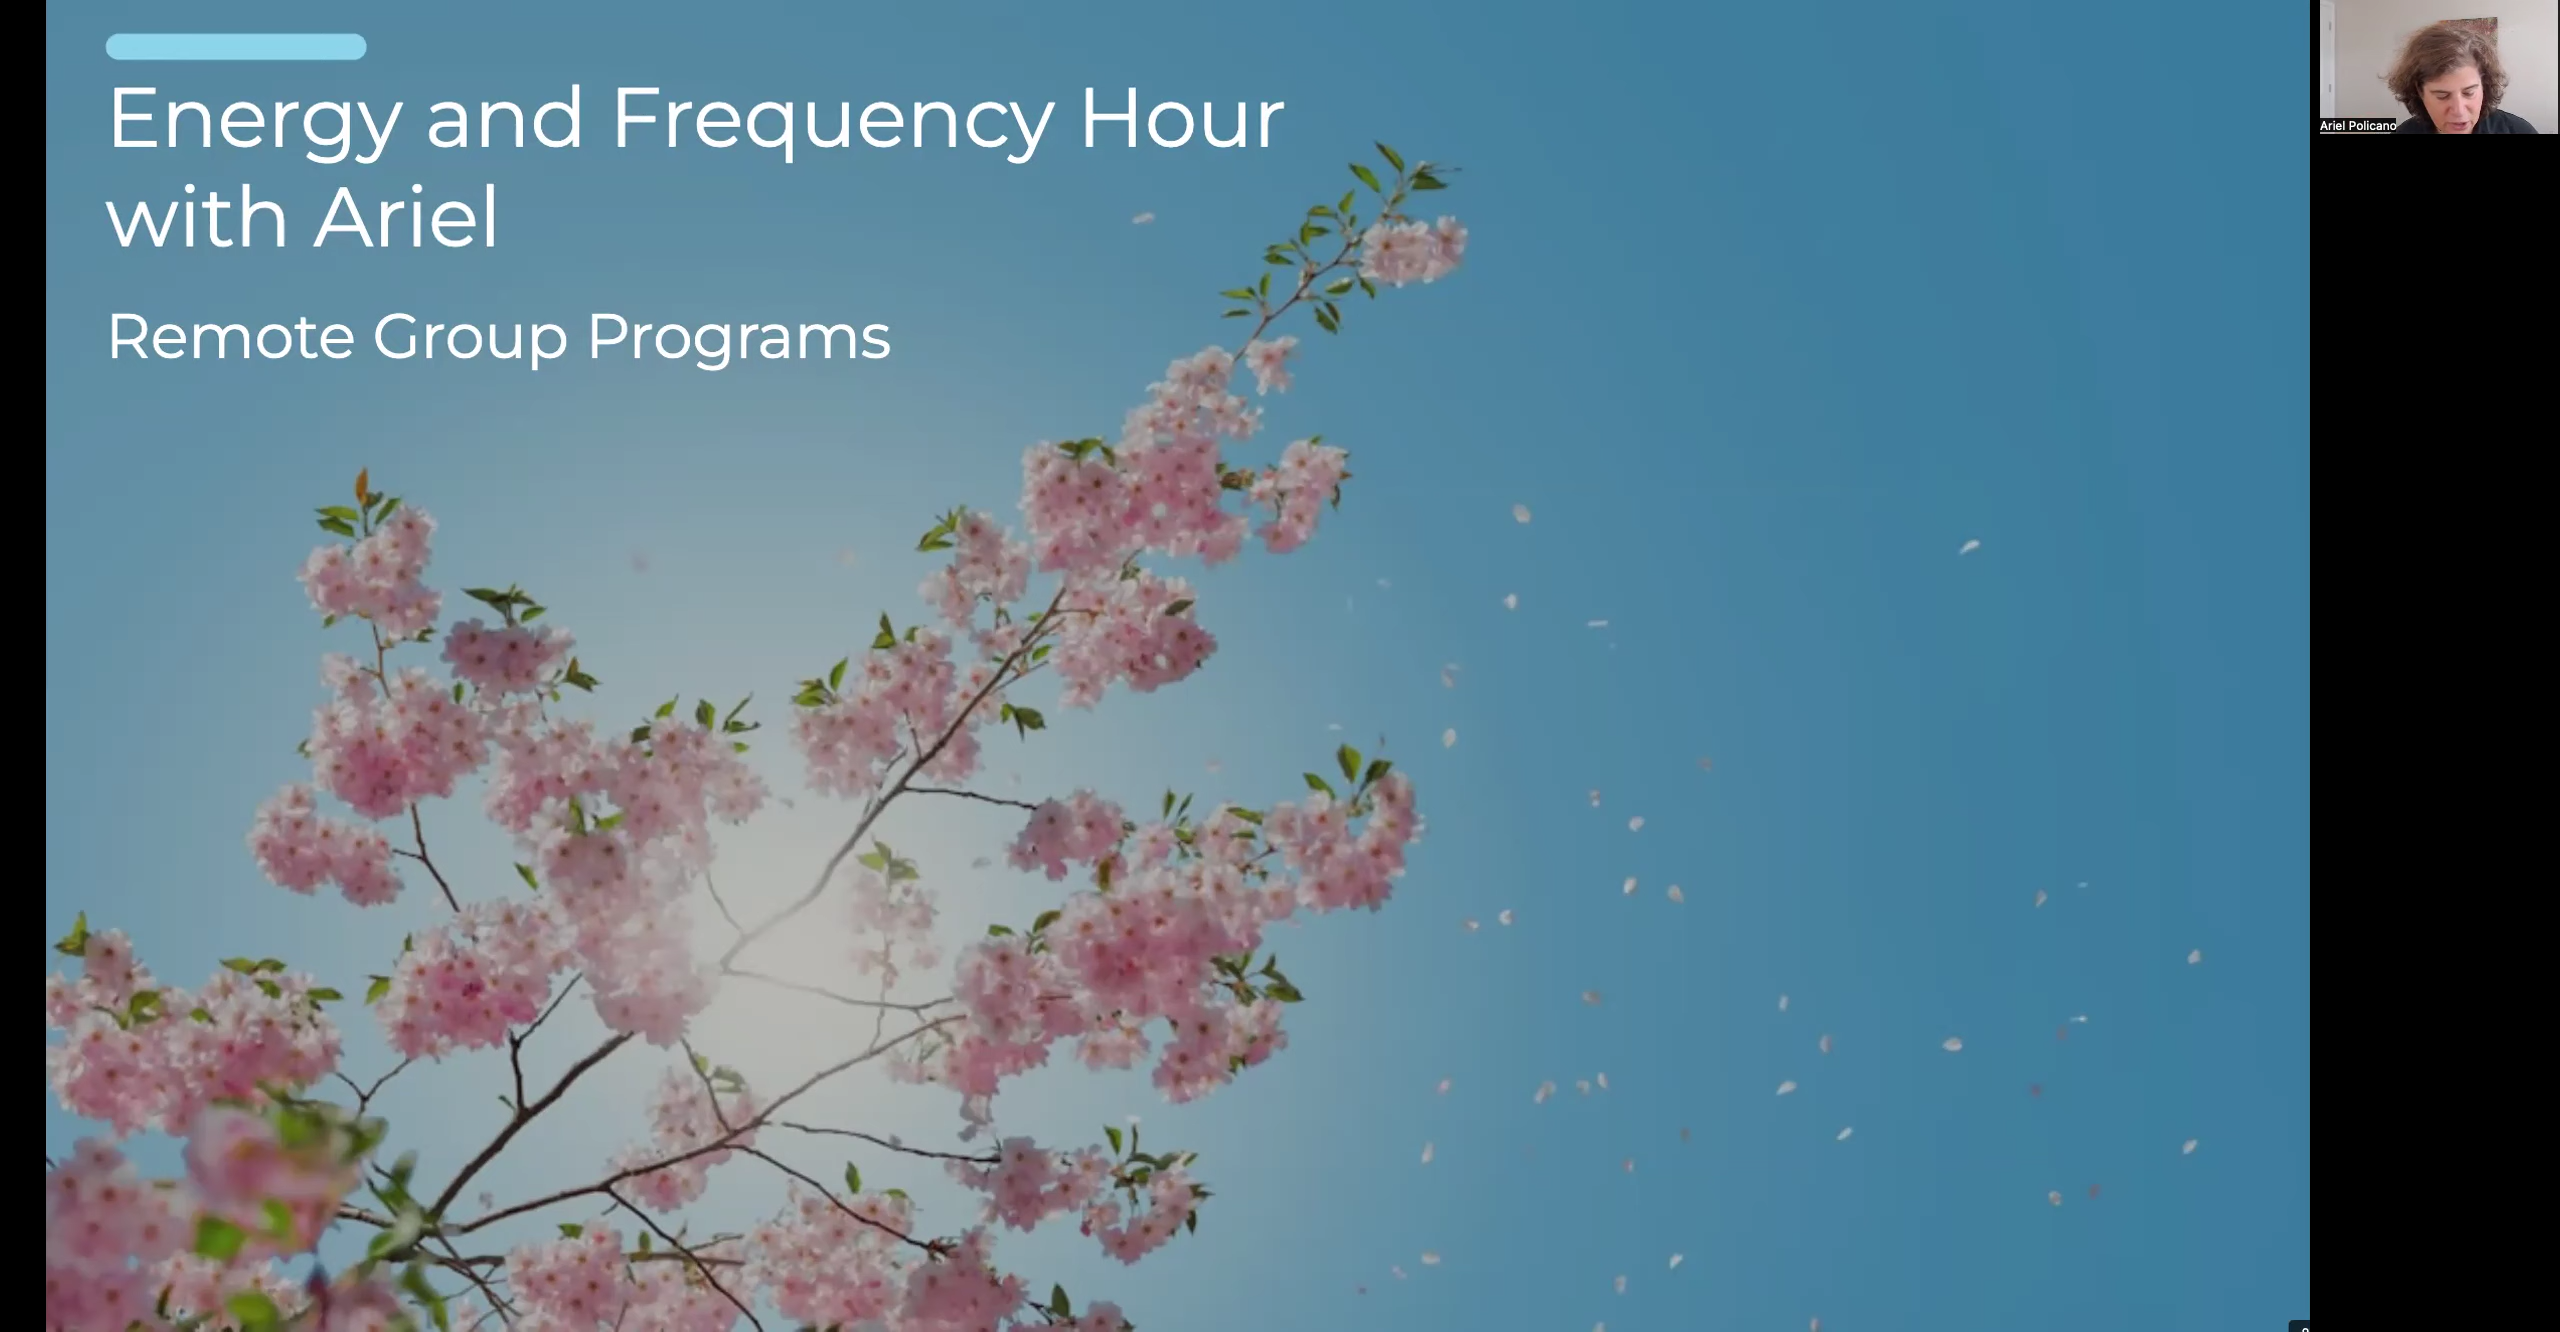 Energy and Frequency Hour
with Ariel
Remote Group Programs
Ariel Policano